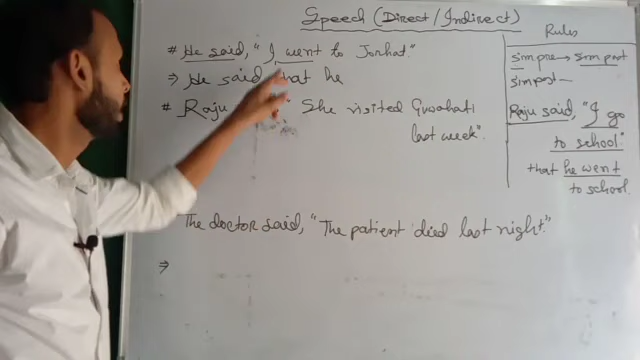 Speech (Direct/Indirect)
# He said, "I went to Jorhat."
⇒ He said that he
# Raju " She visited Guwahati
last week".
The doctor said, "The patient died last night."
⇒
Rules
Sim pre → Sim past
Sim past —
Raju said, "I go
to school."
that he went
to school.